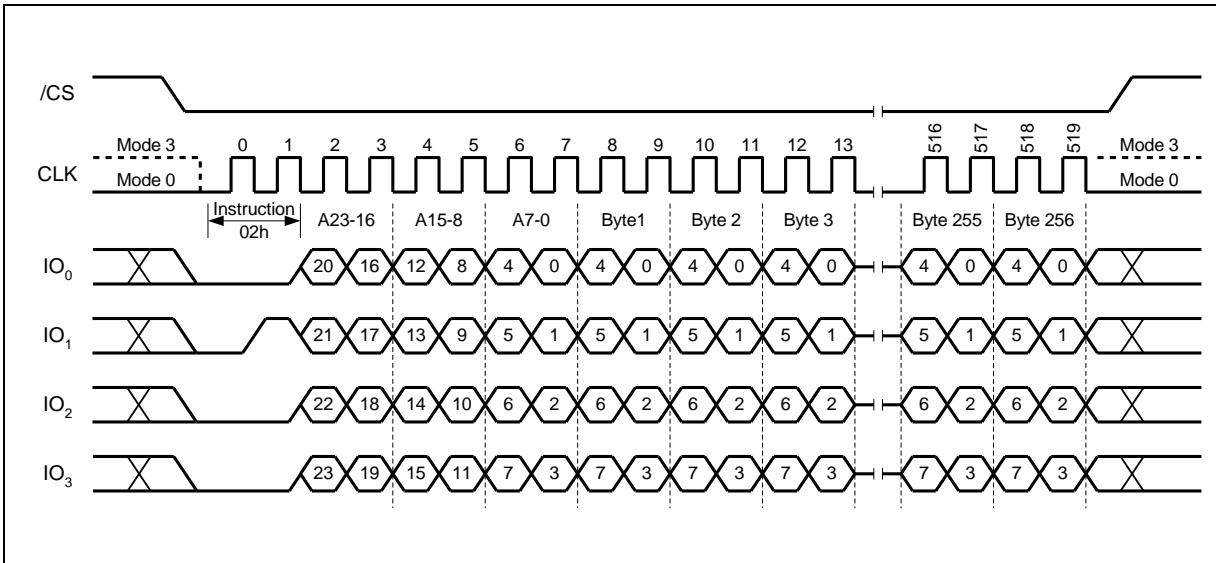 /CS
Mode 3 0 1 2 3 4 5 6 7 8 9 10 11 12 13 516 517 518 519 Mode 3
CLK
Mode 0 Mode 0
Instruction A23-16 A15-8 A7-0 Byte1 Byte 2 Byte 3 Byte 255 Byte 256
02h
IO0 20 16 12 8 4 0 4 0 4 0 4 0 4 0 4 0
IO1 21 17 13 9 5 1 5 1 5 1 5 1 5 1 5 1
IO2 22 18 14 10 6 2 6 2 6 2 6 2 6 2 6 2
IO3 23 19 15 11 7 3 7 3 7 3 7 3 7 3 7 3